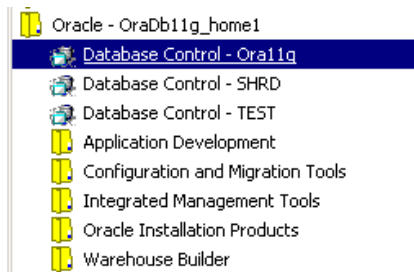 Oracle - OraDb11g_home1
Database Control - Ora11g
Database Control - SHRD
Database Control - TEST
Application Development
Configuration and Migration Tools
Integrated Management Tools
Oracle Installation Products
Warehouse Builder